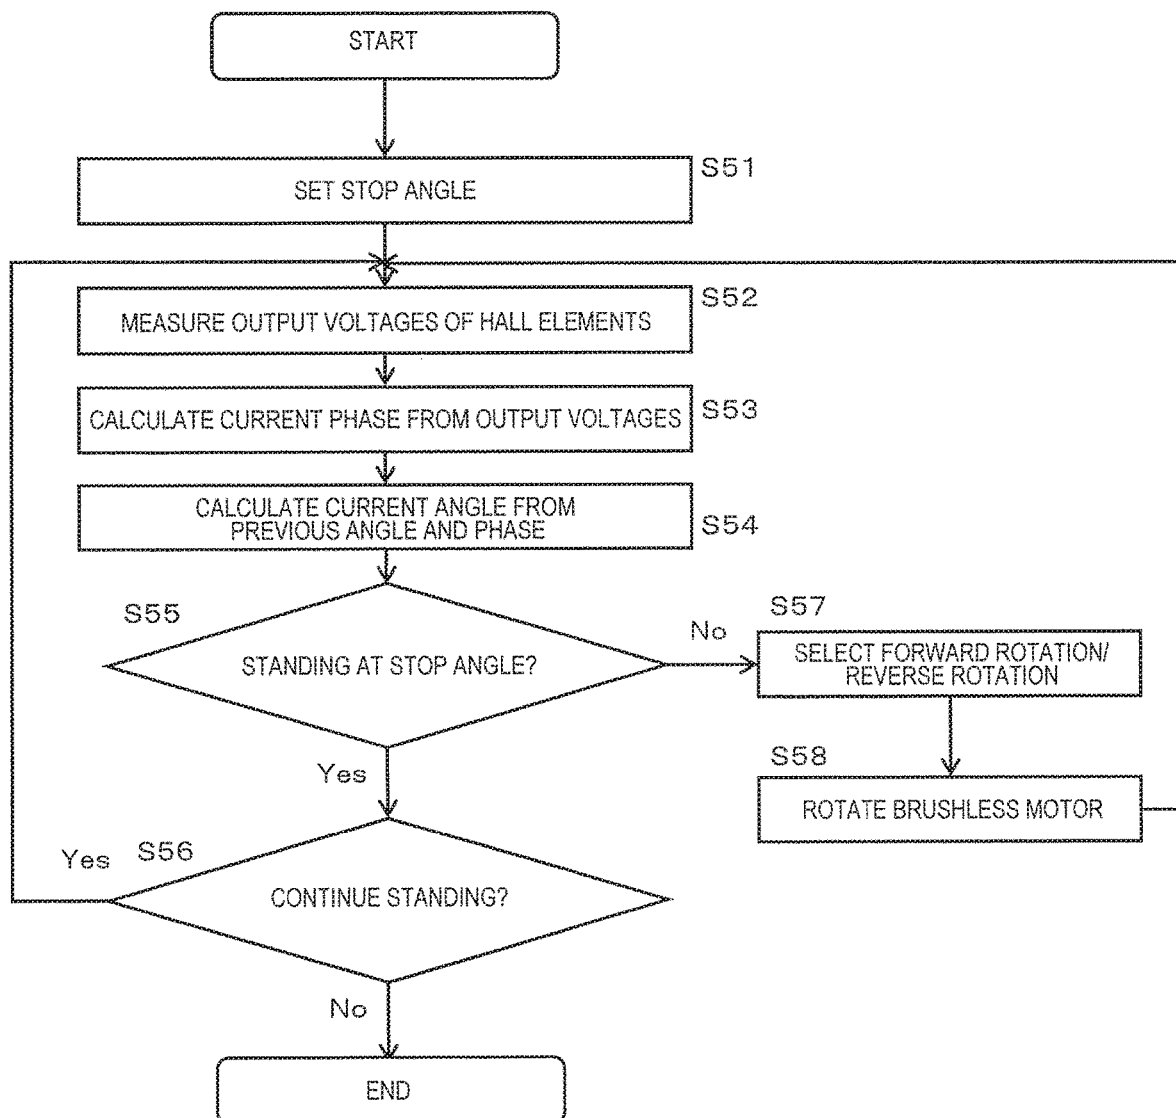 START
S51
SET STOP ANGLE
S52
MEASURE OUTPUT VOLTAGES OF HALL ELEMENTS
S53
CALCULATE CURRENT PHASE FROM OUTPUT VOLTAGES
CALCULATE CURRENT ANGLE FROM
PREVIOUS ANGLE AND PHASE
S54
S55
STANDING AT STOP ANGLE?
No
S57
SELECT FORWARD ROTATION/
REVERSE ROTATION
Yes
S58
ROTATE BRUSHLESS MOTOR
Yes
S56
CONTINUE STANDING?
No
END